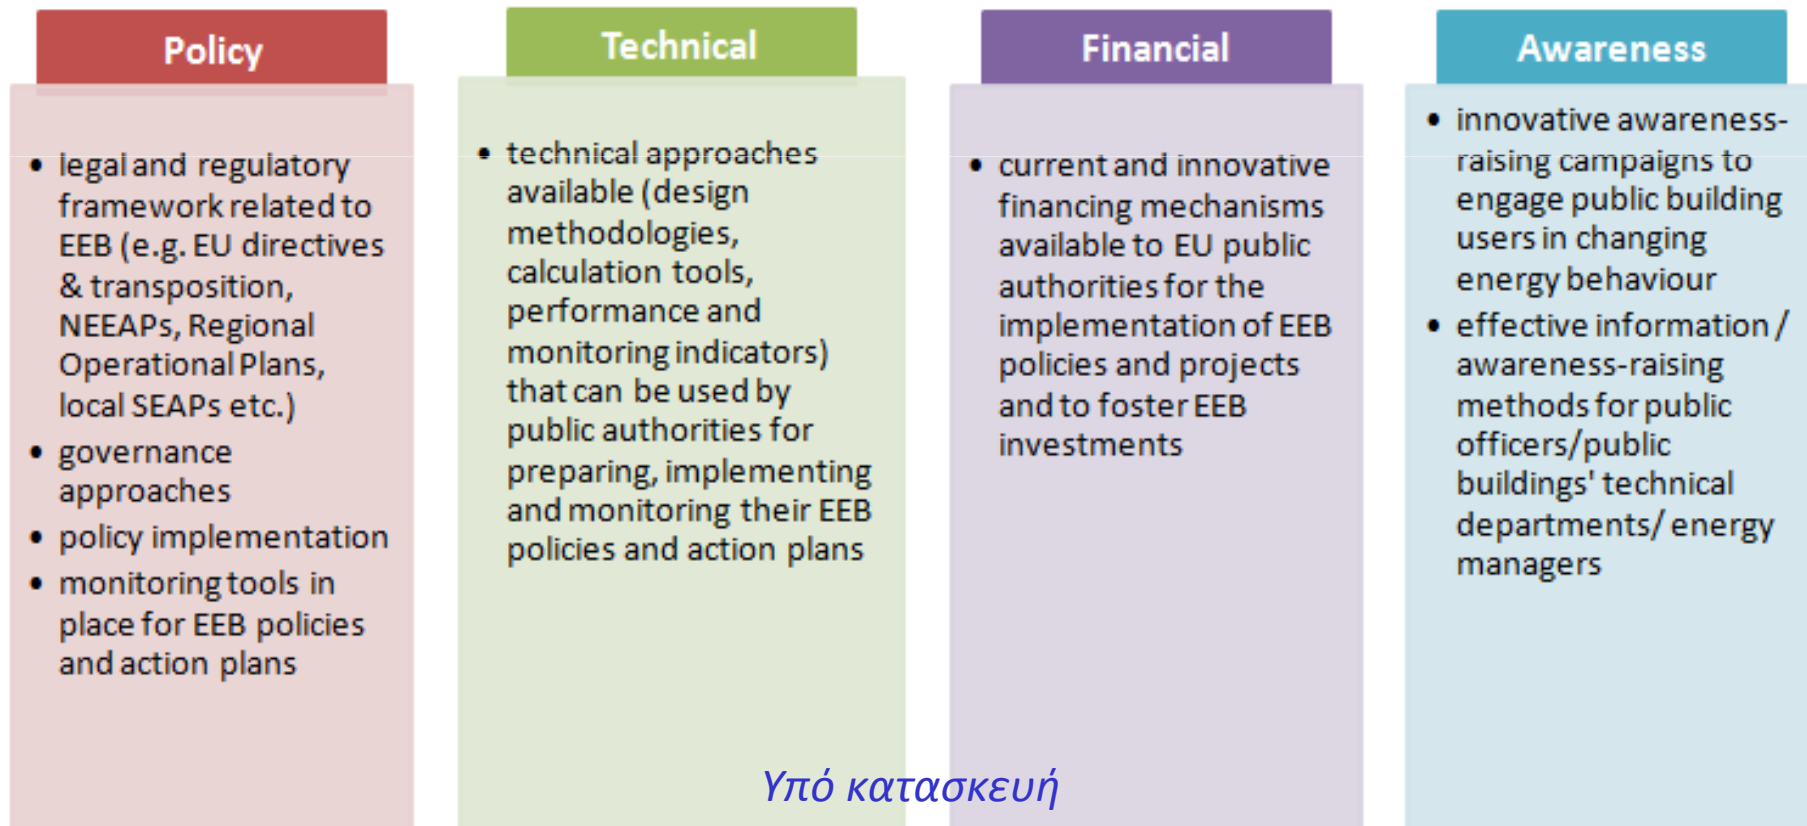 Policy
• legal and regulatory
framework related to
EEB (e.g. EU directives
& transposition,
NEEAPs, Regional
Operational Plans,
local SEAPs etc.)
• governance
approaches
• policy implementation
• monitoring tools in
place for EEB policies
and action plans
Technical
• technical approaches
available (design
methodologies,
calculation tools,
performance and
monitoring indicators)
that can be used by
public authorities for
preparing, implementing
and monitoring their EEB
policies and action plans
Financial
• current and innovative
financing mechanisms
available to EU public
authorities for the
implementation of EEB
policies and projects
and to foster EEB
investments
Awareness
• innovative awareness-
raising campaigns to
engage public building
users in changing
energy behaviour
• effective information /
awareness-raising
methods for public
officers/public
buildings' technical
departments/ energy
managers
Υπό κατασκευή